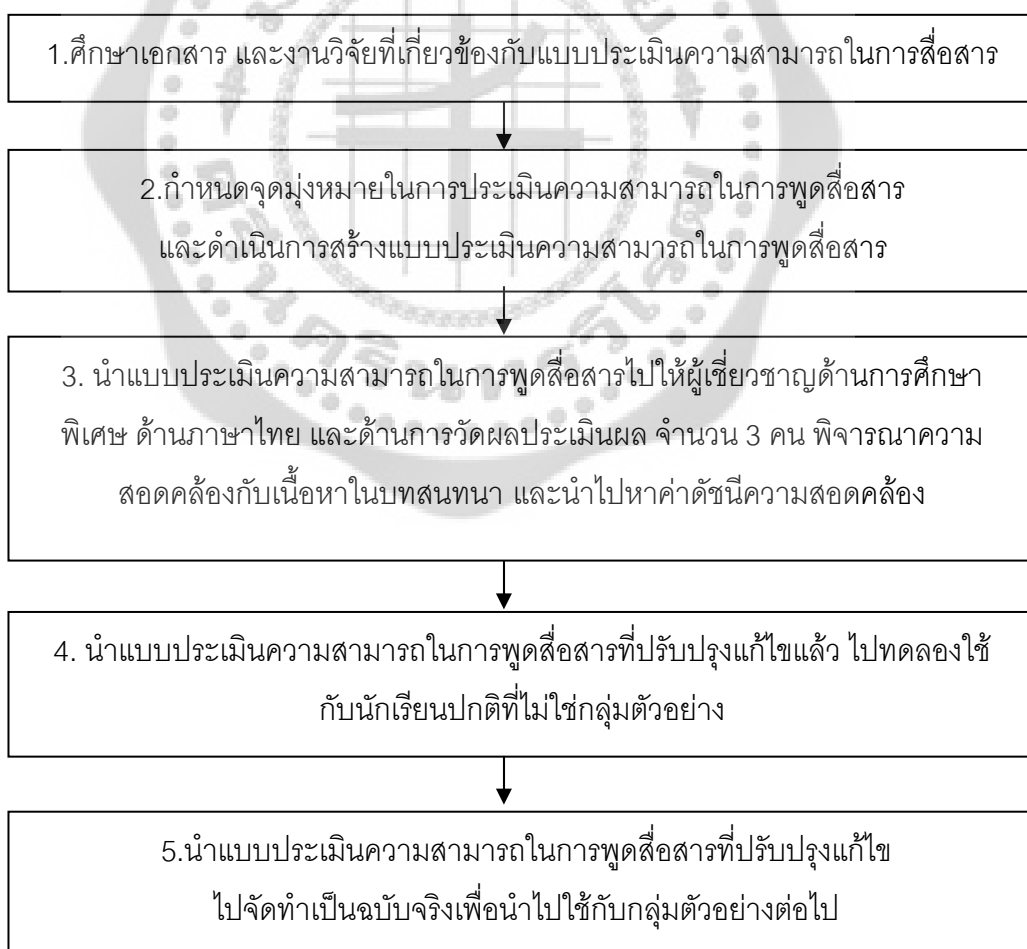 1.ศึกษาเอกสาร และงานวิจัยที่เกี่ยวข้องกับแบบประเมินความสามารถในการสื่อสาร
2.กำหนดจุดมุ่งหมายในการประเมินความสามารถในการพูดสื่อสาร
และดำเนินการสร้างแบบประเมินความสามารถในการพูดสื่อสาร
3. นำแบบประเมินความสามารถในการพูดสื่อสารไปให้ผู้เชี่ยวชาญด้านการศึกษา
พิเศษ ด้านภาษาไทย และด้านการวัดผลประเมินผล จำนวน 3 คน พิจารณาความ
สอดคล้องกับเนื้อหาในบทสนทนา และนำไปหาค่าดัชนีความสอดคล้อง
4. นำแบบประเมินความสามารถในการพูดสื่อสารที่ปรับปรุงแก้ไขแล้ว ไปทดลองใช้
กับนักเรียนปกติที่ไม่ใช่กลุ่มตัวอย่าง
5.นำแบบประเมินความสามารถในการพูดสื่อสารที่ปรับปรุงแก้ไข
ไปจัดทำเป็นฉบับจริงเพื่อนำไปใช้กับกลุ่มตัวอย่างต่อไป